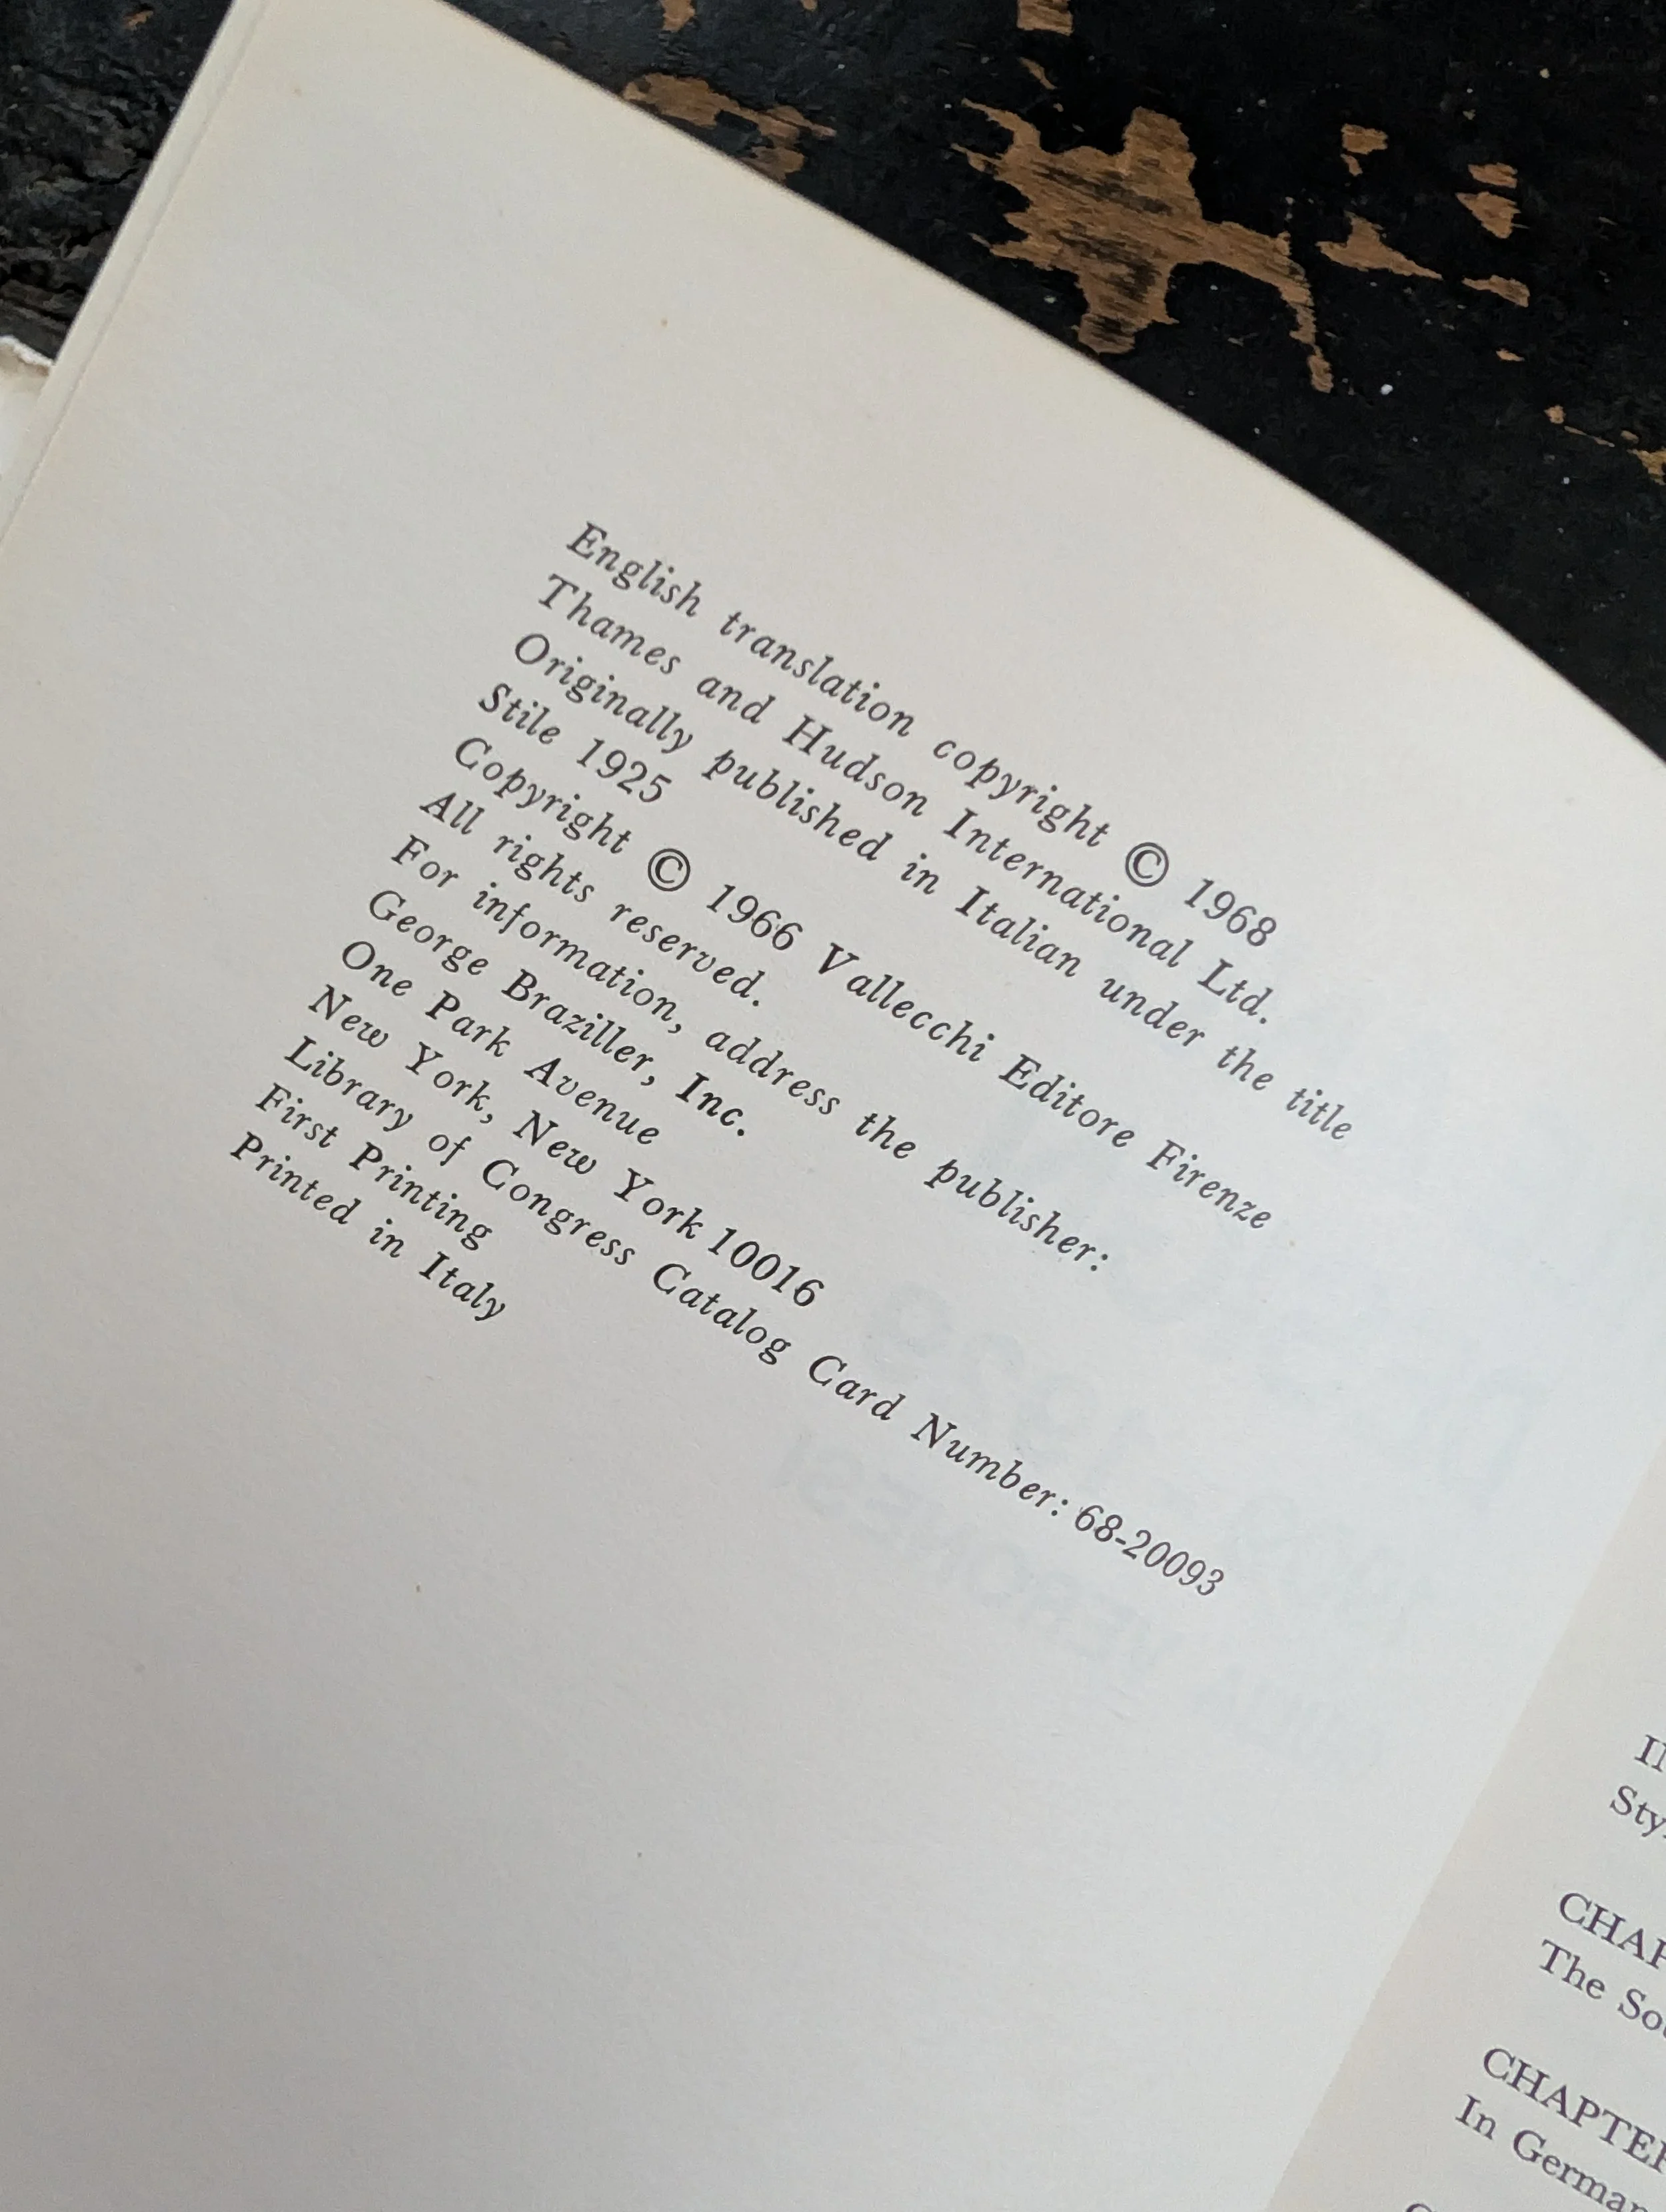 English translation copyright © 1968
Thames and Hudson International Ltd.
Originally published in Italian under the title
Stile 1925
Copyright © 1966 Vallecchi Editore Firenze
All rights reserved.
For information, address the publisher:
George Braziller, Inc.
One Park Avenue
New York, New York 10016
Library of Congress Catalog Card Number: 68-20093
First Printing
Printed in Italy
The
In